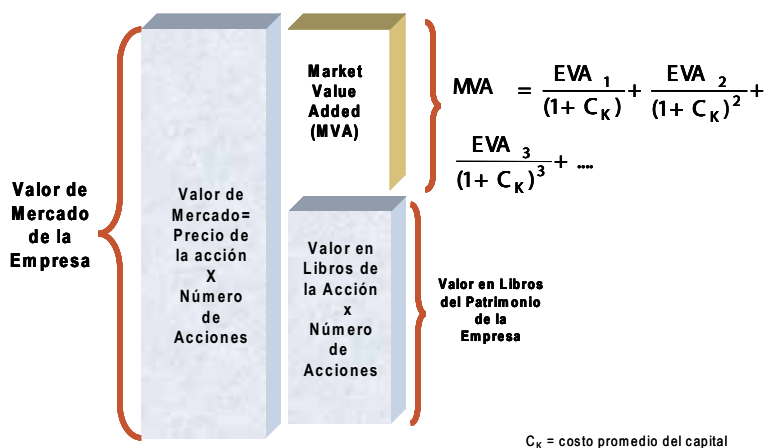 Valor de
Mercado
de la
Empresa
Valor de
Mercado=
Precio de
la acción
X
Número
de
Acciones
Market
Value
Added
(MVA)
Valor en
Libros de
la Acción
x
Número
de
Acciones
MVA = EVA 1 / (1+ CK) + EVA 2 / (1+ CK)² +
EVA 3 / (1+ CK)³ + ....
Valor en Libros
del Patrimonio
de la
Empresa
CK = costo promedio del capital